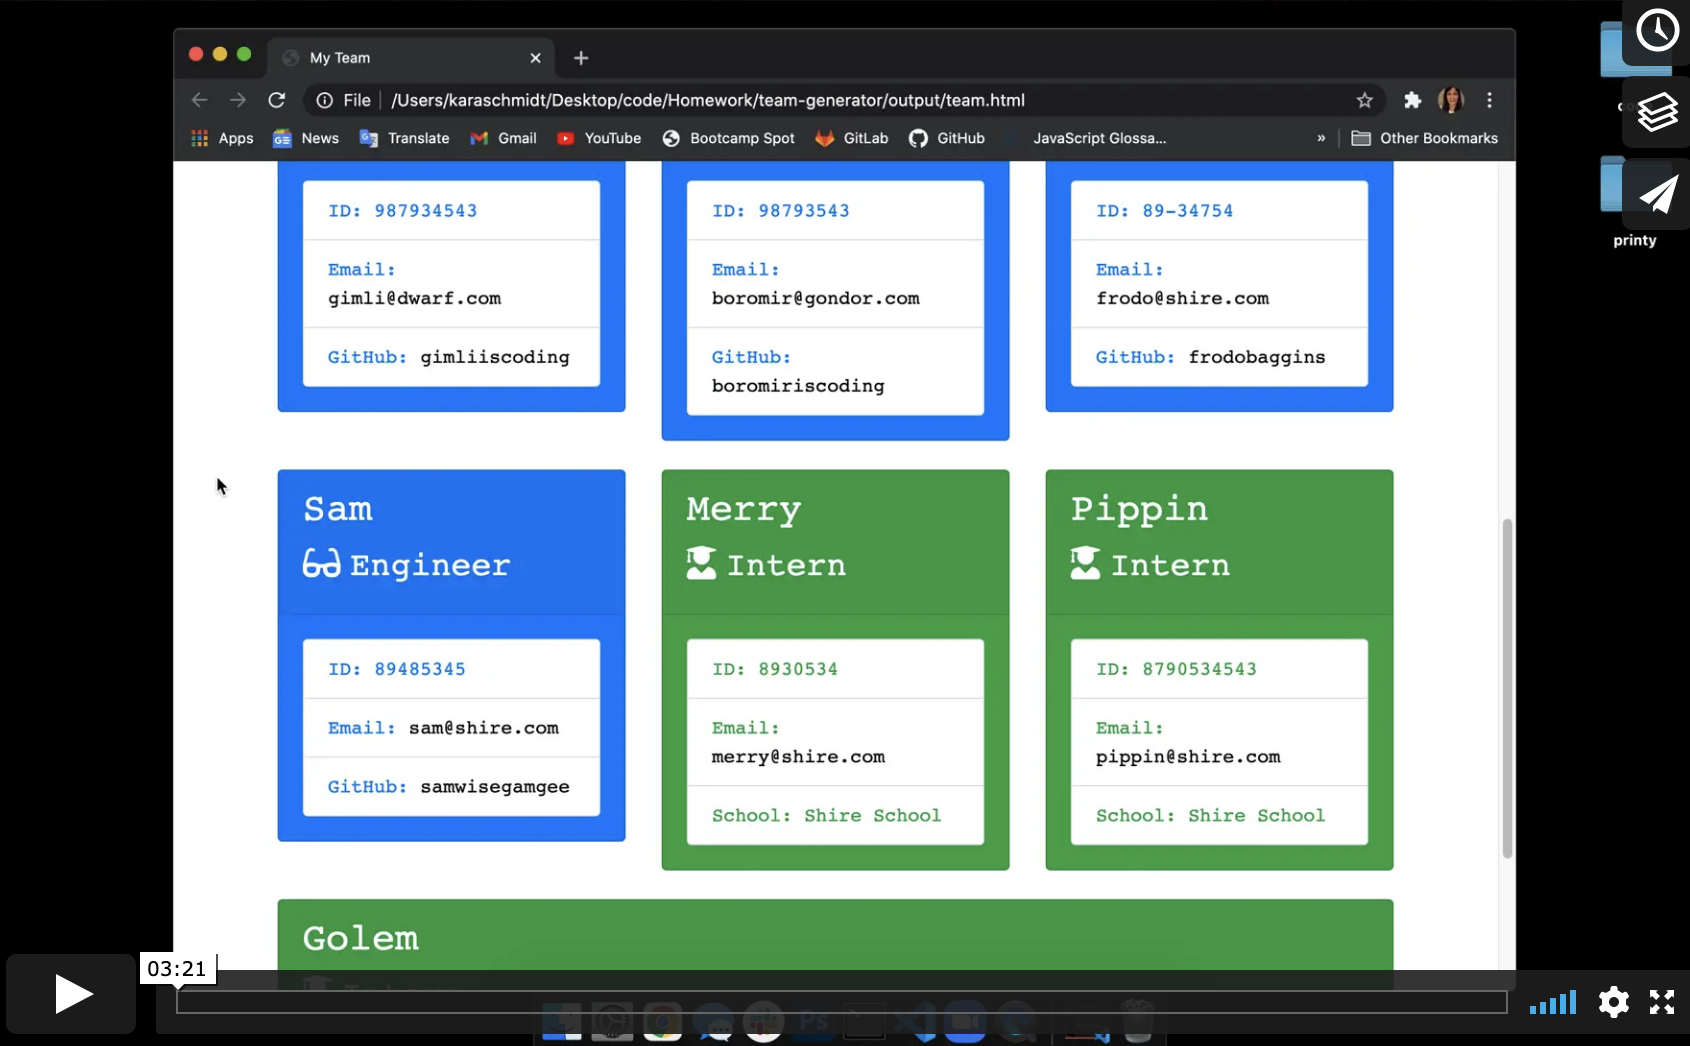 My Team
File /Users/karaschmidt/Desktop/code/Homework/team-generator/output/team.html
Apps News Translate Gmail YouTube Bootcamp Spot GitLab GitHub JavaScript Glossa... » Other Bookmarks
printy
ID: 987934543
Email:
gimli@dwarf.com
GitHub: gimliiscoding
ID: 98793543
Email:
boromir@gondor.com
GitHub:
boromiriscoding
ID: 89-34754
Email:
frodo@shire.com
GitHub: frodobaggins
Sam
Engineer
ID: 89485345
Email: sam@shire.com
GitHub: samwisegamgee
Merry
Intern
ID: 8930534
Email:
merry@shire.com
School: Shire School
Pippin
Intern
ID: 8790534543
Email:
pippin@shire.com
School: Shire School
Golem
03:21
Ps